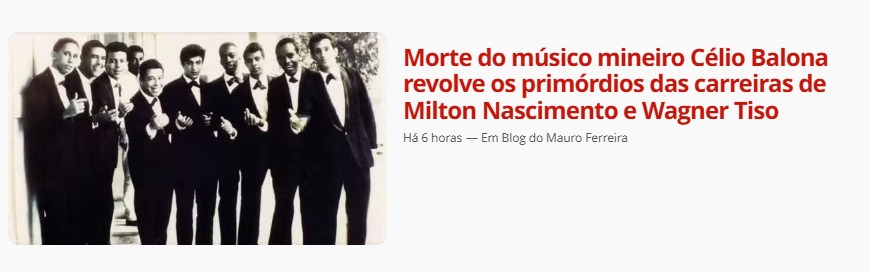 Morte do músico mineiro Célio Balona
revolve os primórdios das carreiras de
Milton Nascimento e Wagner Tiso
Há 6 horas — Em Blog do Mauro Ferreira